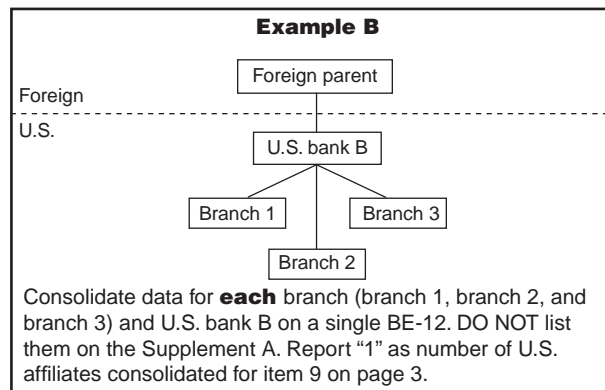 Example B
Foreign parent
Foreign
U.S.
U.S. bank B
Branch 1
Branch 3
Branch 2
Consolidate data for each branch (branch 1, branch 2, and
branch 3) and U.S. bank B on a single BE-12. DO NOT list
them on the Supplement A. Report “1” as number of U.S.
affiliates consolidated for item 9 on page 3.